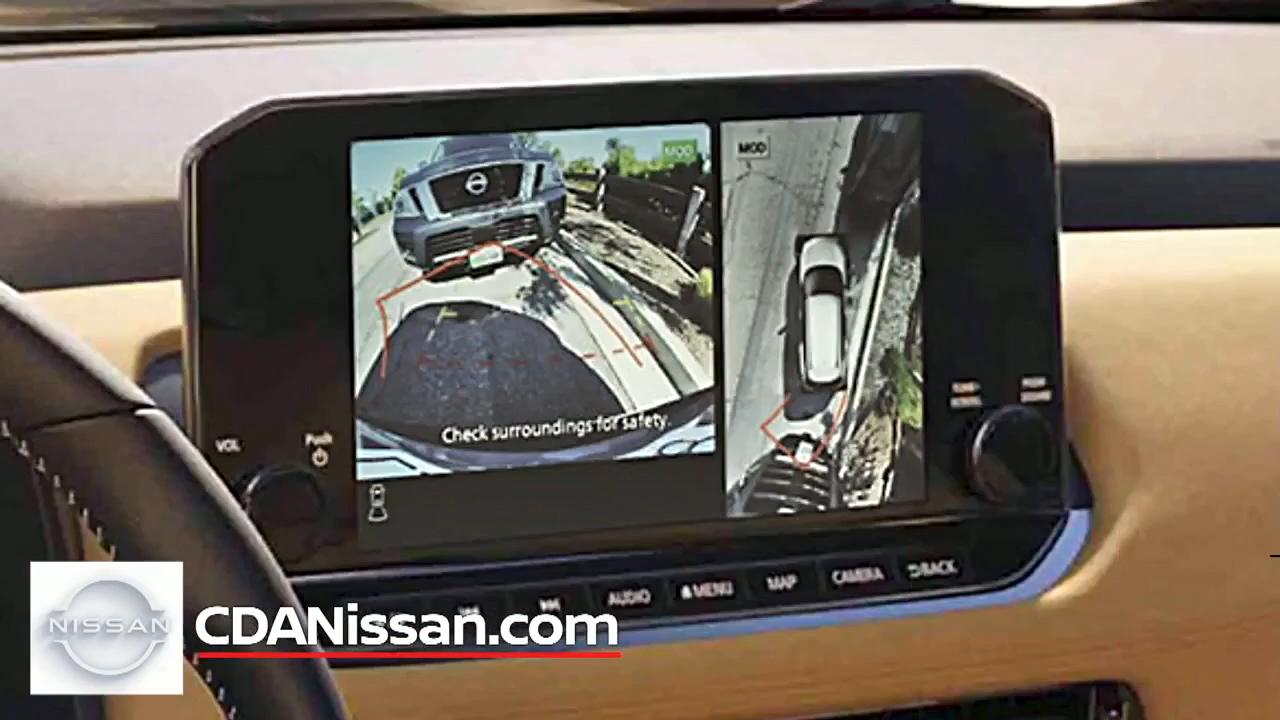 MOD
MOD
Check surroundings for safety.
VOL
Push
AUDIO
MENU
MAP
CAMERA
BACK
NISSAN
CDANissan.com